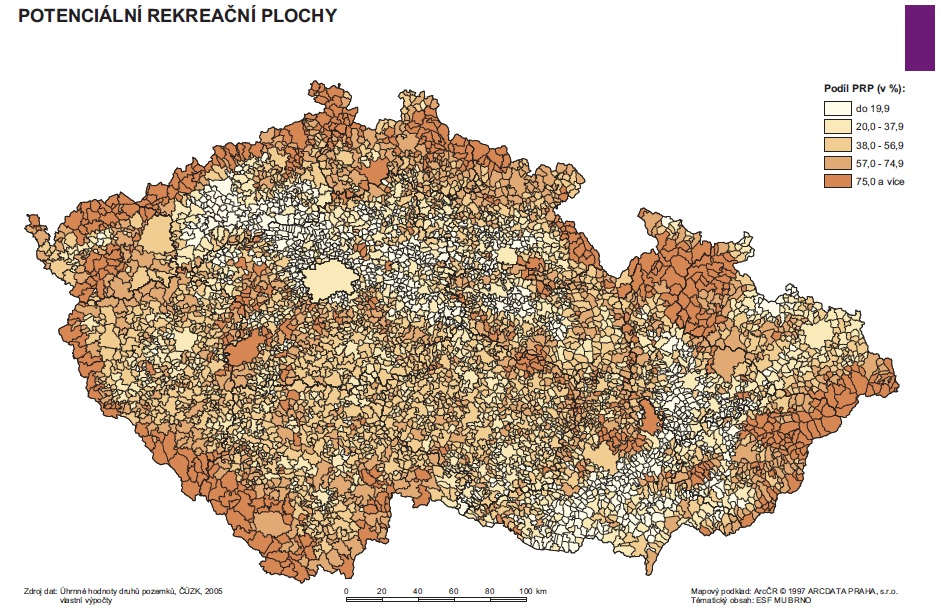 POTENCIÁLNÍ REKREAČNÍ PLOCHY
Podíl PRP (v %):
do 19,9
20,0 - 37,9
38,0 - 56,9
57,0 - 74,9
75,0 a více
Zdroj dat: Úhrnné hodnoty druhů pozemků, ČÚZK, 2005
vlastní výpočty
0 20 40 60 80 100 km
Mapový podklad: ArcČR © 1997 ARCDATA PRAHA, s.r.o.
Tématický obsah: ESF MU BRNO